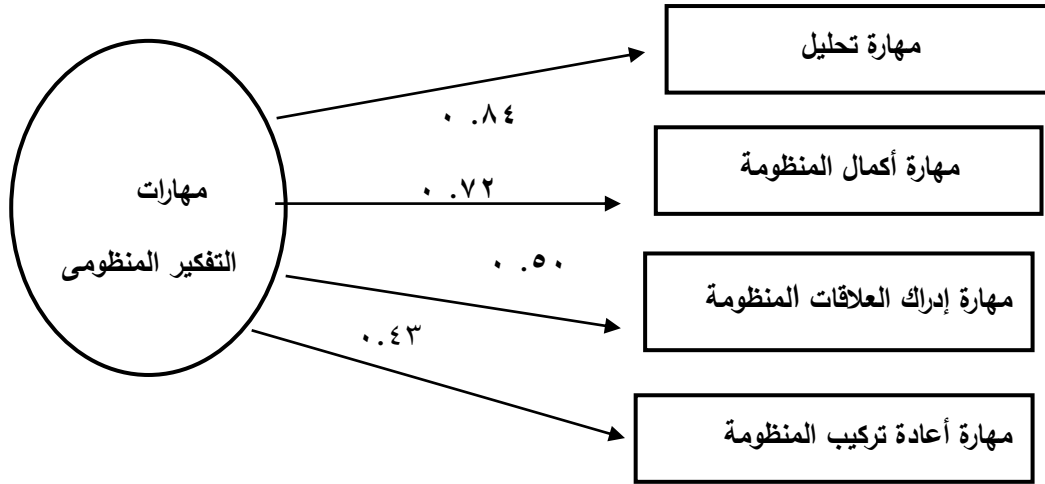 مهارة تحليل
٠.٨٤
مهارة أكمال المنظومة
مهارات
٠.٧٢
التفكير المنظومى
٠.٥٠
مهارة إدراك العلاقات المنظومة
٠.٤٣
مهارة أعادة تركيب المنظومة